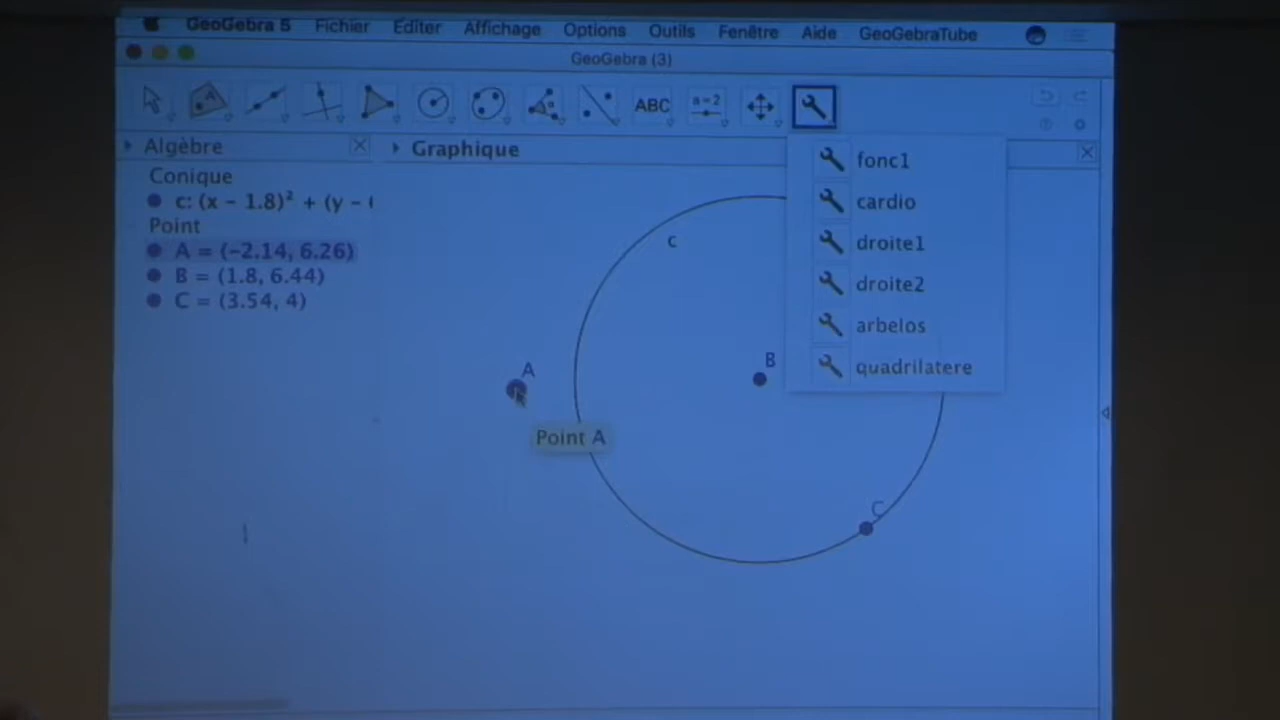 GeoGebra 5 Fichier Éditer Affichage Options Outils Fenêtre Aide GeoGebraTube
GeoGebra (3)
A
ABC
a=2
Algèbre
Graphique
Conique
c: (x − 1.8)² + (y −
Point
A = (−2.14, 6.26)
B = (1.8, 6.44)
C = (3.54, 4)
fonc1
cardio
droite1
droite2
arbelos
quadrilatere
c
B
A
Point A
C